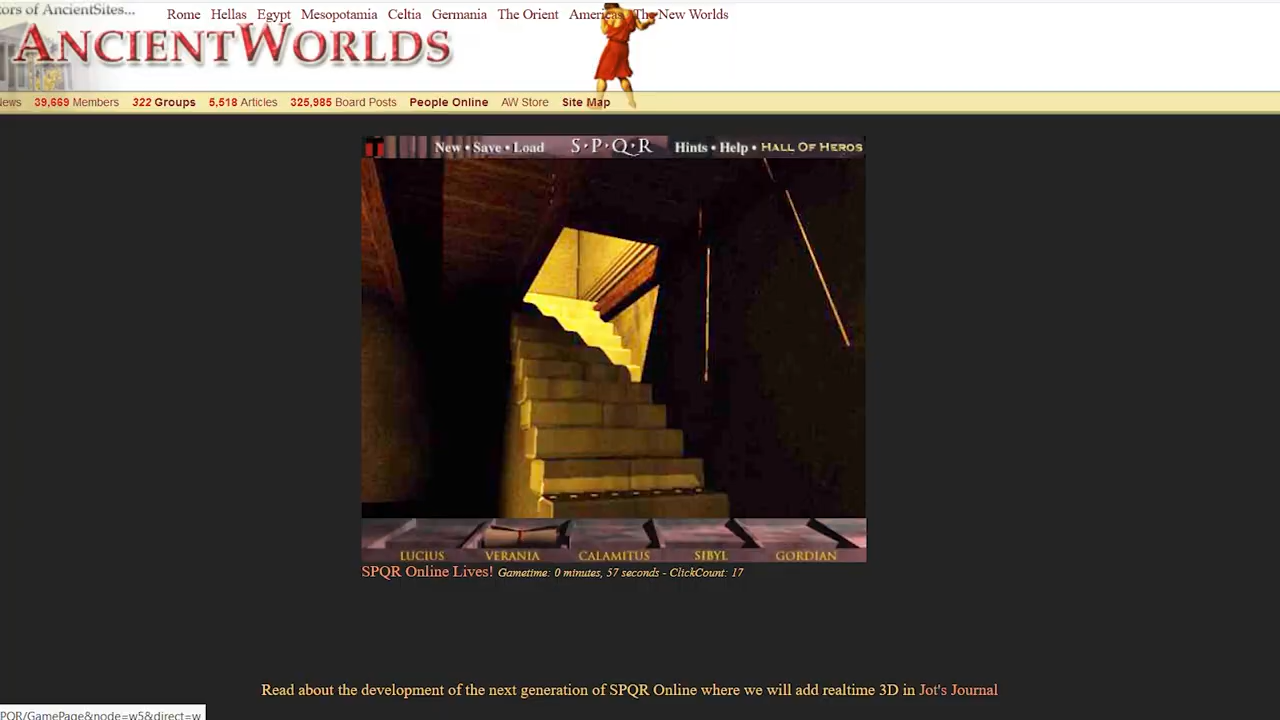 tors of AncientSites...
Rome Hellas Egypt Mesopotamia Celtia Germania The Orient Americas The New Worlds
ANCIENTWORLDS
News 39,669 Members 322 Groups 5,518 Articles 325,985 Board Posts People Online AW Store Site Map
New • Save • Load S·P·Q·R Hints • Help • HALL OF HEROS
LUCIUS VERANIA CALAMITUS SIBYL GORDIAN
SPQR Online Lives! Gametime: 0 minutes, 57 seconds - ClickCount: 17
Read about the development of the next generation of SPQR Online where we will add realtime 3D in Jot's Journal
PQR/GamePage&node=w5&direct=w